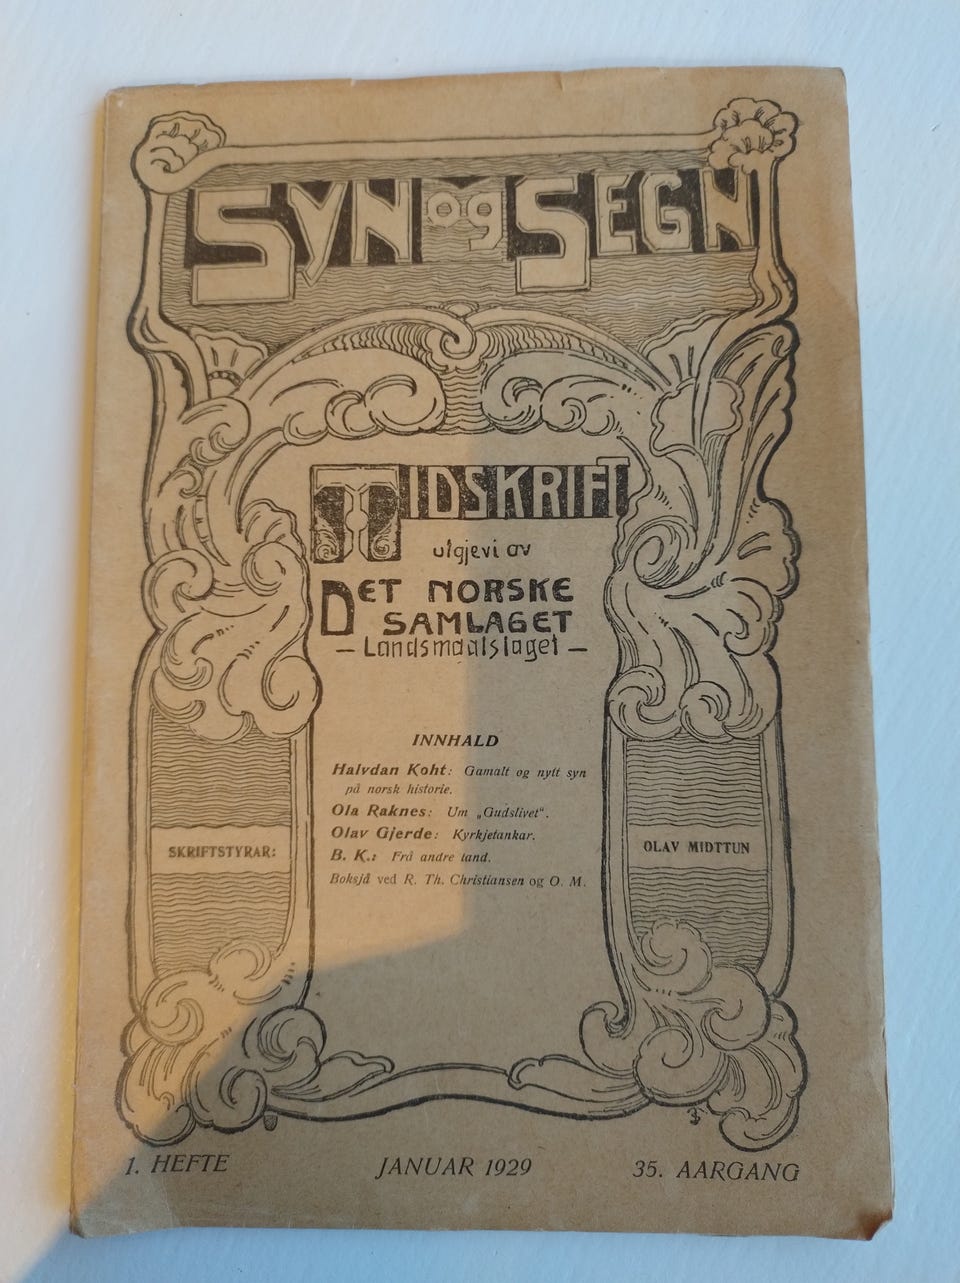 SYN og SEGN
TIDSKRIFT
utgjevi av
DET NORSKE
SAMLAGET
— Landsmaalslaget —
INNHALD
Halvdan Koht: Gamalt og nytt syn
på norsk historie.
Ola Raknes: Um „Gudslivet“.
Olav Gjerde: Kyrkjetankar.
B. K.: Frå andre land.
Boksjå ved R. Th. Christiansen og O. M.
SKRIFTSTYRAR:
OLAV MIDTTUN
1. HEFTE
JANUAR 1929
35. AARGANG